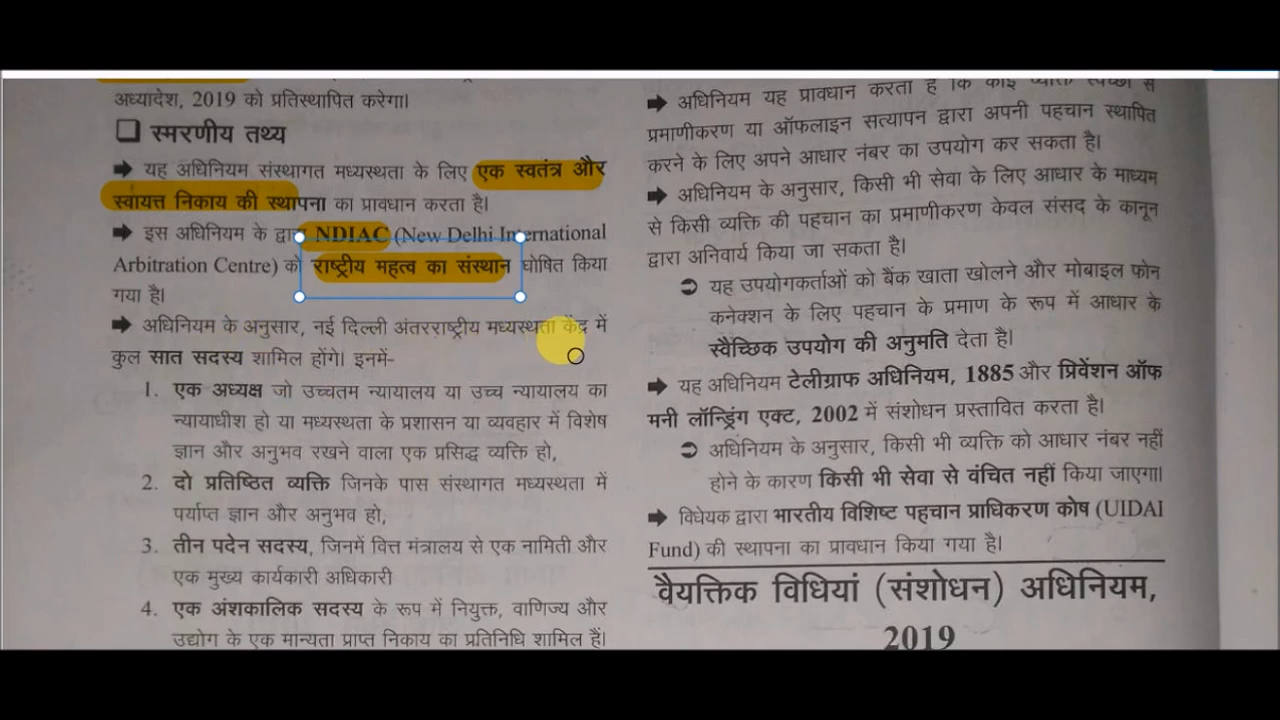 अध्यादेश, 2019 को प्रतिस्थापित करेगा।
❑ स्मरणीय तथ्य
➡ यह अधिनियम संस्थागत मध्यस्थता के लिए एक स्वतंत्र और
स्वायत्त निकाय की स्थापना का प्रावधान करता है।
➡ इस अधिनियम के द्वारा NDIAC (New Delhi International
Arbitration Centre) को राष्ट्रीय महत्व का संस्थान घोषित किया
गया है।
➡ अधिनियम के अनुसार, नई दिल्ली अंतरराष्ट्रीय मध्यस्थता केंद्र में
कुल सात सदस्य शामिल होंगे। इनमें-
1. एक अध्यक्ष जो उच्चतम न्यायालय या उच्च न्यायालय का
न्यायाधीश हो या मध्यस्थता के प्रशासन या व्यवहार में विशेष
ज्ञान और अनुभव रखने वाला एक प्रसिद्ध व्यक्ति हो,
2. दो प्रतिष्ठित व्यक्ति जिनके पास संस्थागत मध्यस्थता में
पर्याप्त ज्ञान और अनुभव हो,
3. तीन पदेन सदस्य, जिनमें वित्त मंत्रालय से एक नामिती और
एक मुख्य कार्यकारी अधिकारी
4. एक अंशकालिक सदस्य के रूप में नियुक्त, वाणिज्य और
उद्योग के एक मान्यता प्राप्त निकाय का प्रतिनिधि शामिल हैं।
➡ अधिनियम यह प्रावधान करता है कि कोई व्यक्ति स्वेच्छा से
प्रमाणीकरण या ऑफलाइन सत्यापन द्वारा अपनी पहचान स्थापित
करने के लिए अपने आधार नंबर का उपयोग कर सकता है।
➡ अधिनियम के अनुसार, किसी भी सेवा के लिए आधार के माध्यम
से किसी व्यक्ति की पहचान का प्रमाणीकरण केवल संसद के कानून
द्वारा अनिवार्य किया जा सकता है।
➲ यह उपयोगकर्ताओं को बैंक खाता खोलने और मोबाइल फोन
कनेक्शन के लिए पहचान के प्रमाण के रूप में आधार के
स्वैच्छिक उपयोग की अनुमति देता है।
➡ यह अधिनियम टेलीग्राफ अधिनियम, 1885 और प्रिवेंशन ऑफ
मनी लॉन्ड्रिंग एक्ट, 2002 में संशोधन प्रस्तावित करता है।
➲ अधिनियम के अनुसार, किसी भी व्यक्ति को आधार नंबर नहीं
होने के कारण किसी भी सेवा से वंचित नहीं किया जाएगा।
➡ विधेयक द्वारा भारतीय विशिष्ट पहचान प्राधिकरण कोष (UIDAI
Fund) की स्थापना का प्रावधान किया गया है।
वैयक्तिक विधियां (संशोधन) अधिनियम,
2019